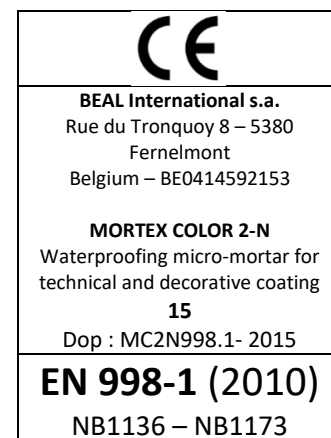 CE
BEAL International s.a.
Rue du Tronquoy 8 – 5380
Fernelmont
Belgium – BE0414592153
MORTEX COLOR 2-N
Waterproofing micro-mortar for
technical and decorative coating
15
Dop : MC2N998.1- 2015
EN 998-1 (2010)
NB1136 – NB1173